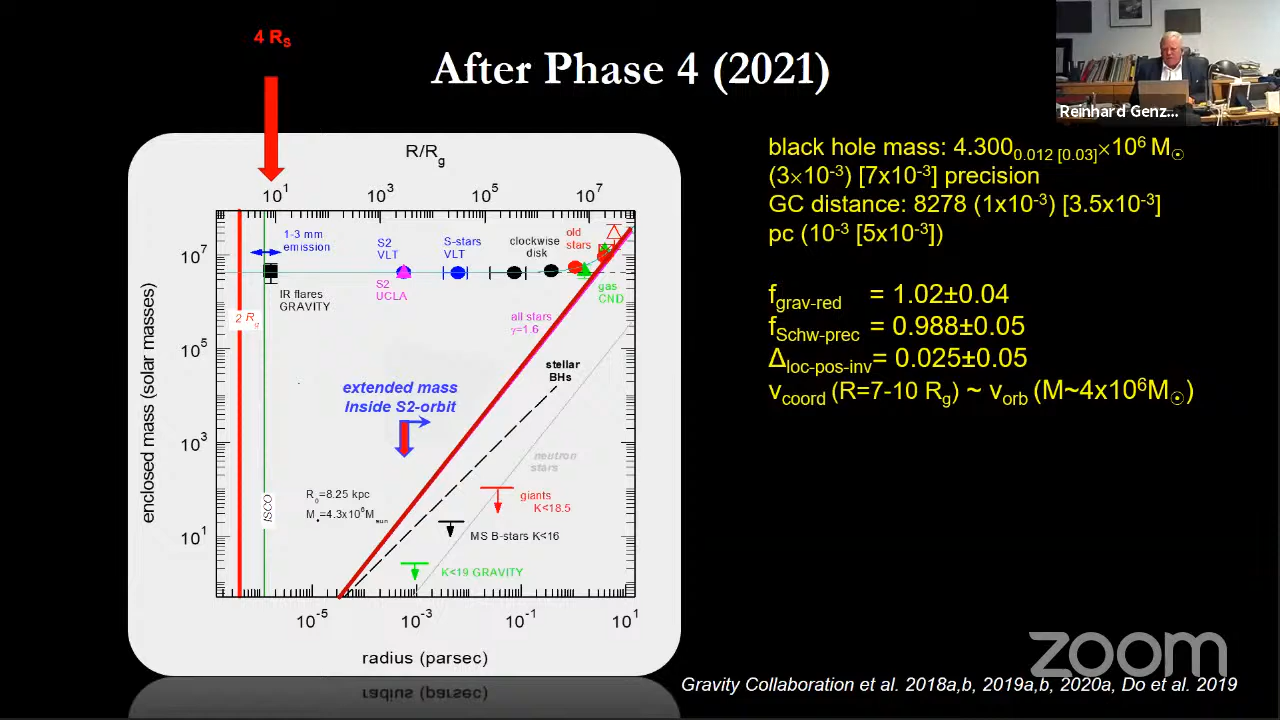 4 Rs
After Phase 4 (2021)
Reinhard Genz...
R/Rg
10¹ 10³ 10⁵ 10⁷
black hole mass: 4.300₀.₀₁₂ [₀.₀₃]×10⁶ M☉
(3×10⁻³) [7x10⁻³] precision
GC distance: 8278 (1x10⁻³) [3.5x10⁻³]
pc (10⁻³ [5x10⁻³])
f grav-red = 1.02±0.04
f Schw-prec = 0.988±0.05
Δ loc-pos-inv = 0.025±0.05
v coord (R=7-10 Rg) ~ v orb (M~4x10⁶M☉)
enclosed mass (solar masses)
10⁷
10⁵
10³
10¹
1-3 mm
emission
IR flares
GRAVITY
S2
VLT
S2
UCLA
S-stars
VLT
clockwise
disk
old
stars
gas
CND
2 Rg
all stars
γ=1.6
stellar
BHs
extended mass
Inside S2-orbit
neutron
stars
ISCO
R₀=8.25 kpc
M•=4.3x10⁶M sun
giants
K<18.5
MS B-stars K<16
K<19 GRAVITY
10⁻⁵ 10⁻³ 10⁻¹ 10¹
radius (parsec)
zoom
Gravity Collaboration et al. 2018a,b, 2019a,b, 2020a, Do et al. 2019